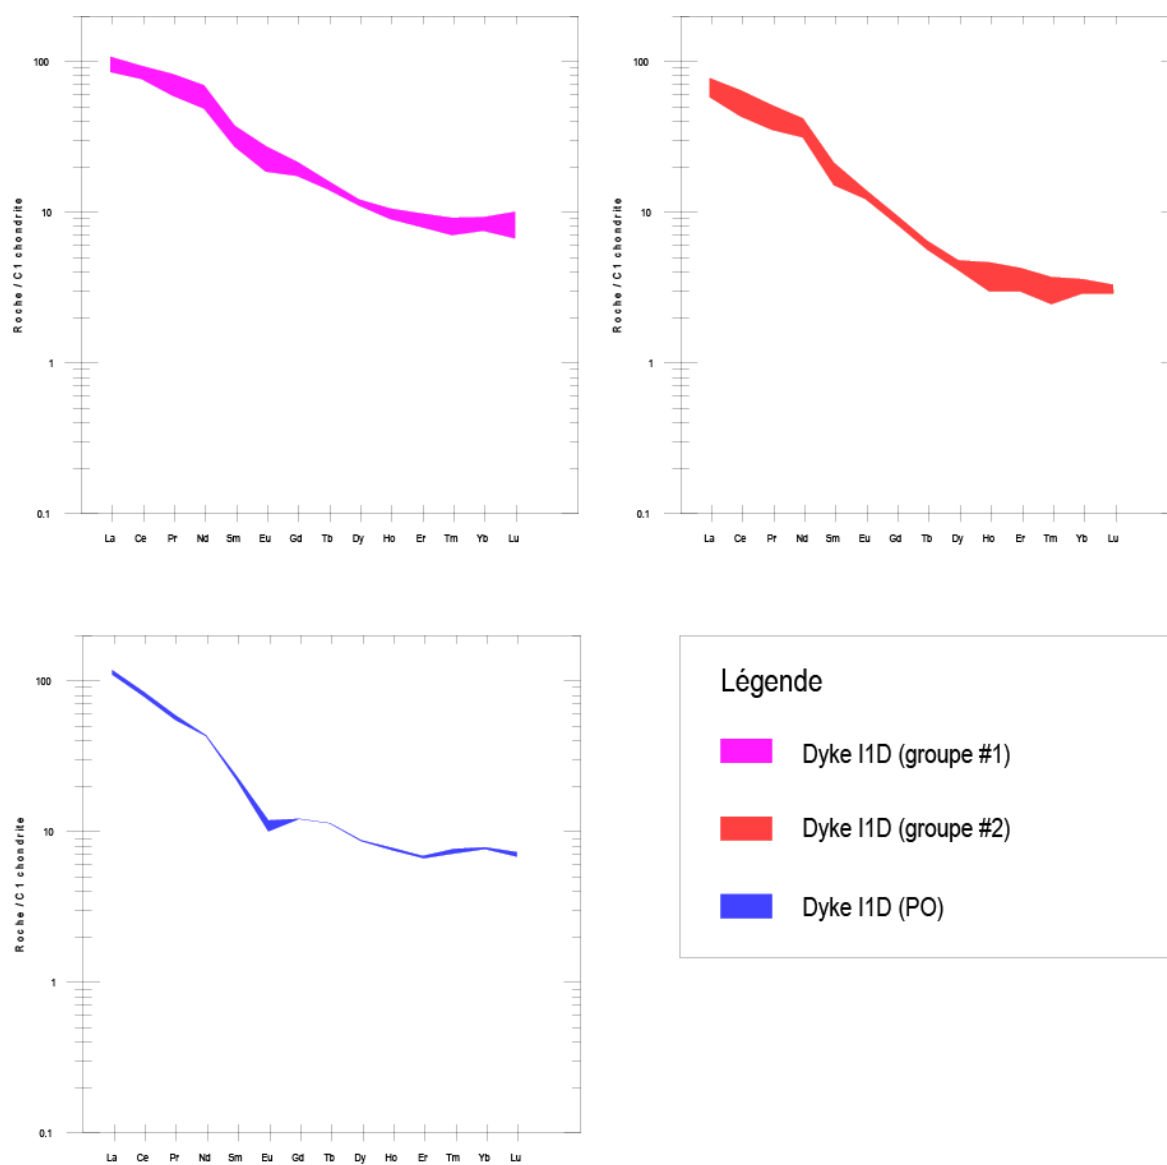 100
10
1
0.1
Roche / C1 chondrite
La Ce Pr Nd Sm Eu Gd Tb Dy Ho Er Tm Yb Lu
100
10
1
0.1
Roche / C1 chondrite
La Ce Pr Nd Sm Eu Gd Tb Dy Ho Er Tm Yb Lu
100
10
1
0.1
Roche / C1 chondrite
La Ce Pr Nd Sm Eu Gd Tb Dy Ho Er Tm Yb Lu
Légende
Dyke I1D (groupe #1)
Dyke I1D (groupe #2)
Dyke I1D (PO)